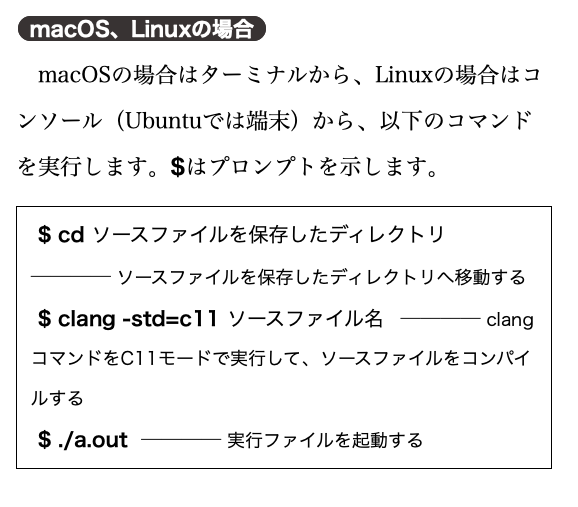 macOS、Linuxの場合
macOSの場合はターミナルから、Linuxの場合はコ
ンソール（Ubuntuでは端末）から、以下のコマンド
を実行します。$はプロンプトを示します。
$ cd ソースファイルを保存したディレクトリ
———— ソースファイルを保存したディレクトリへ移動する
$ clang -std=c11 ソースファイル名 ———— clang
コマンドをC11モードで実行して、ソースファイルをコンパイ
ルする
$ ./a.out ———— 実行ファイルを起動する